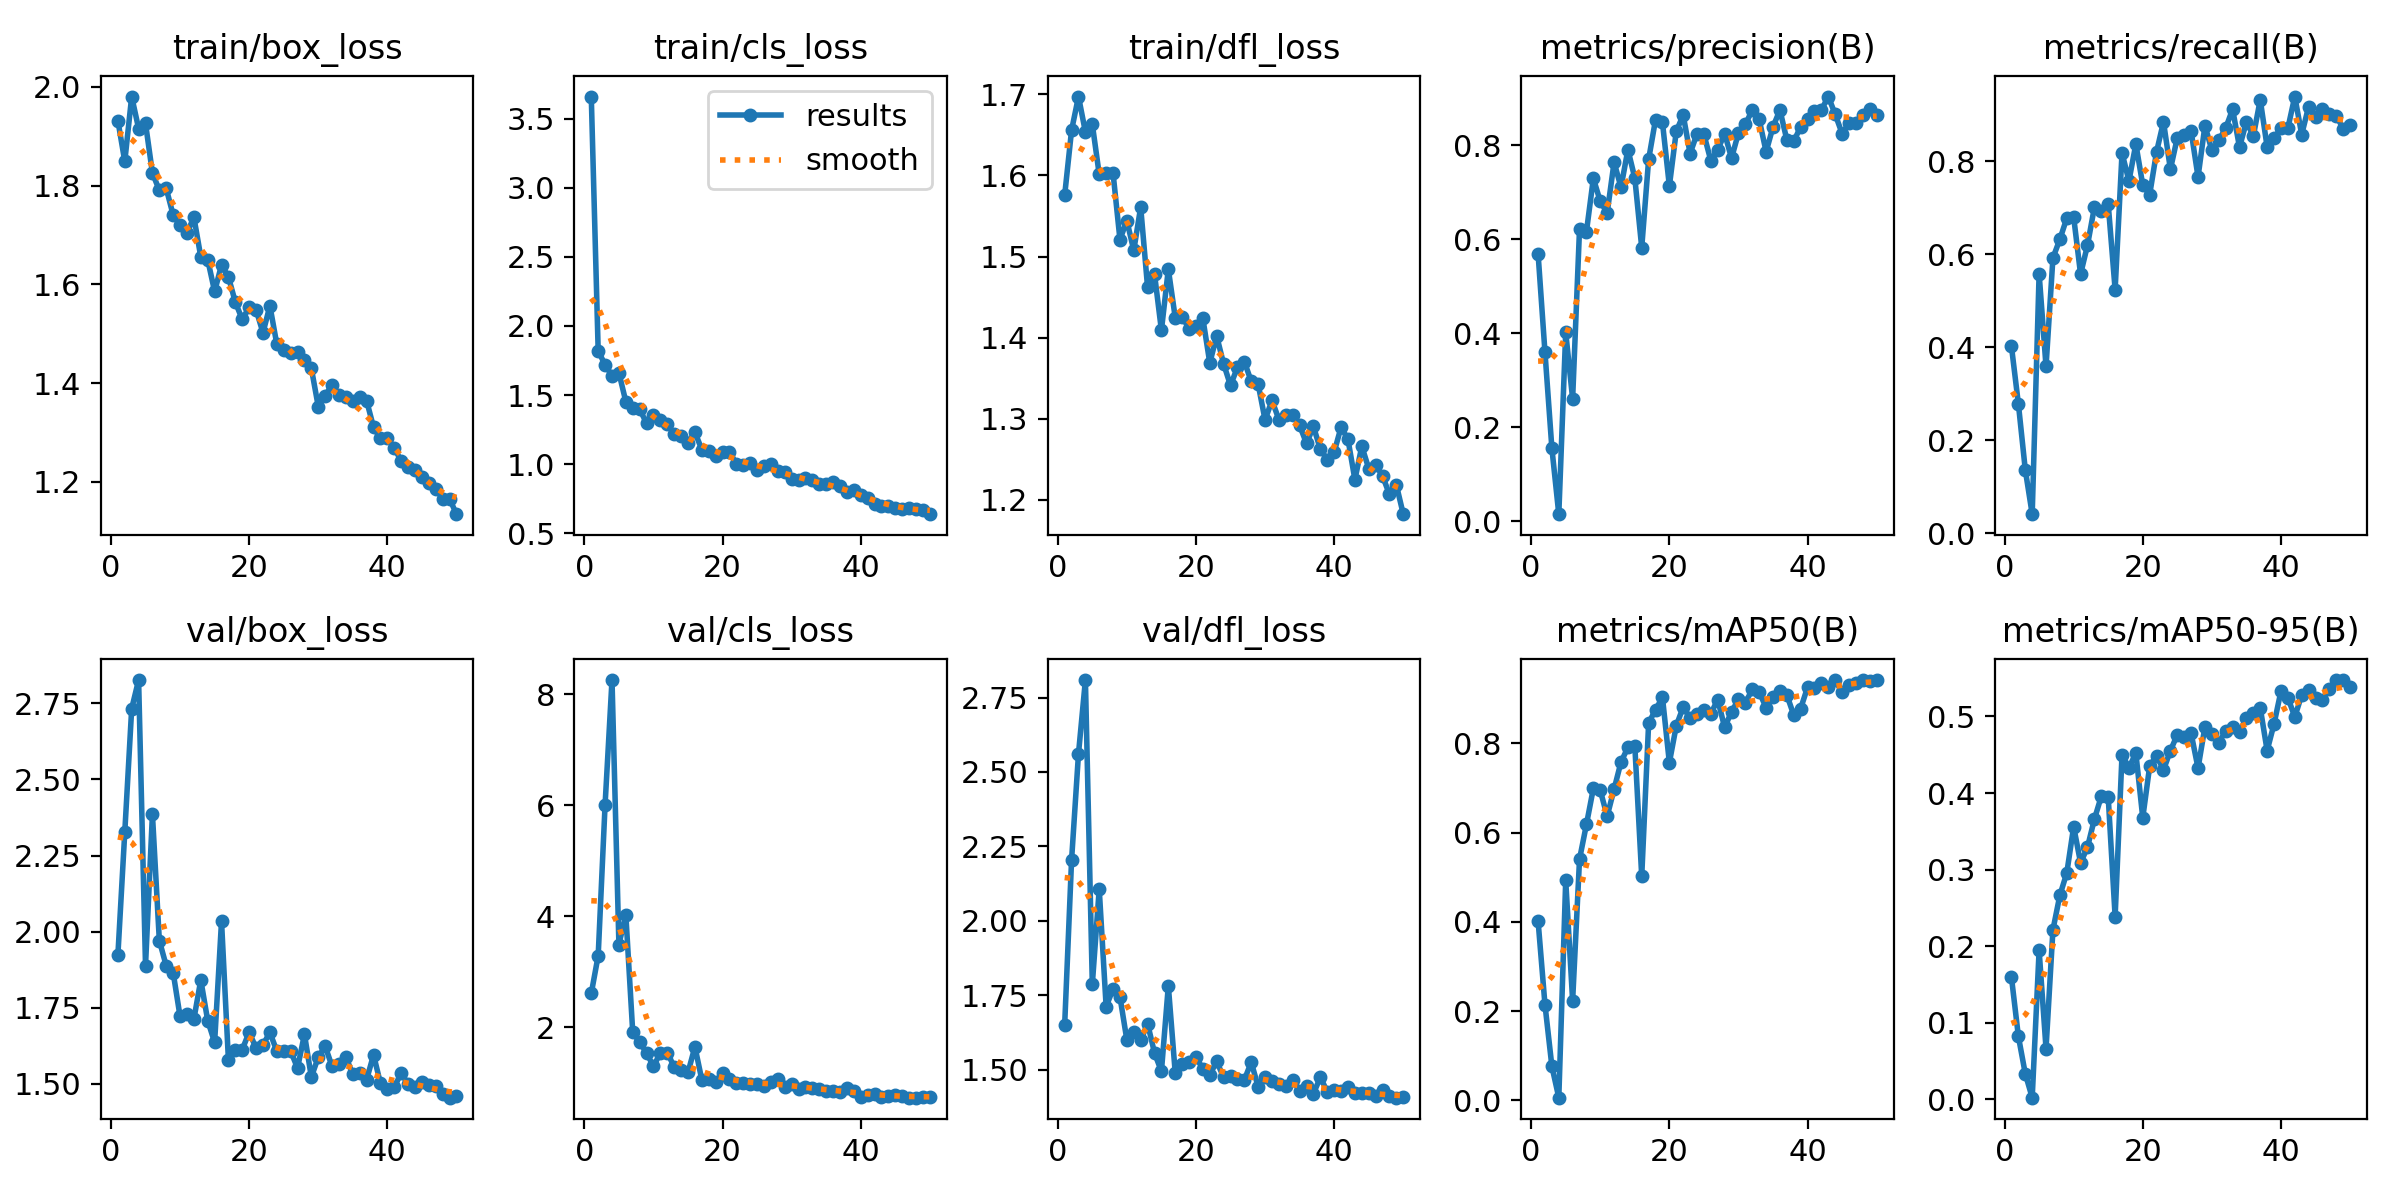 train/box_loss
train/cls_loss
train/dfl_loss
metrics/precision(B)
metrics/recall(B)
2.0
1.8
1.6
1.4
1.2
0 20 40
results
smooth
3.5
3.0
2.5
2.0
1.5
1.0
0.5
0 20 40
1.7
1.6
1.5
1.4
1.3
1.2
0 20 40
0.8
0.6
0.4
0.2
0.0
0 20 40
0.8
0.6
0.4
0.2
0.0
0 20 40
val/box_loss
val/cls_loss
val/dfl_loss
metrics/mAP50(B)
metrics/mAP50-95(B)
2.75
2.50
2.25
2.00
1.75
1.50
0 20 40
8
6
4
2
0 20 40
2.75
2.50
2.25
2.00
1.75
1.50
0 20 40
0.8
0.6
0.4
0.2
0.0
0 20 40
0.5
0.4
0.3
0.2
0.1
0.0
0 20 40